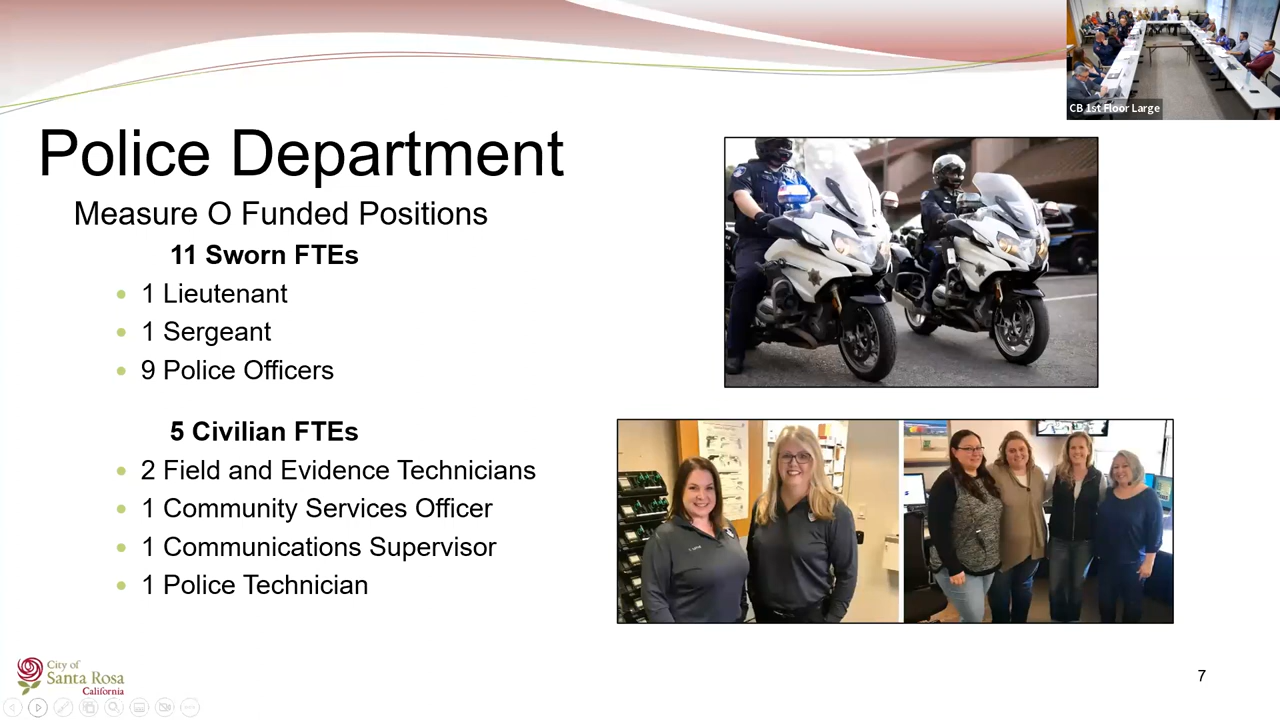 CB 1st Floor Large
Police Department
Measure O Funded Positions
11 Sworn FTEs
1 Lieutenant
1 Sergeant
9 Police Officers
5 Civilian FTEs
2 Field and Evidence Technicians
1 Community Services Officer
1 Communications Supervisor
1 Police Technician
City of
Santa Rosa
California
7